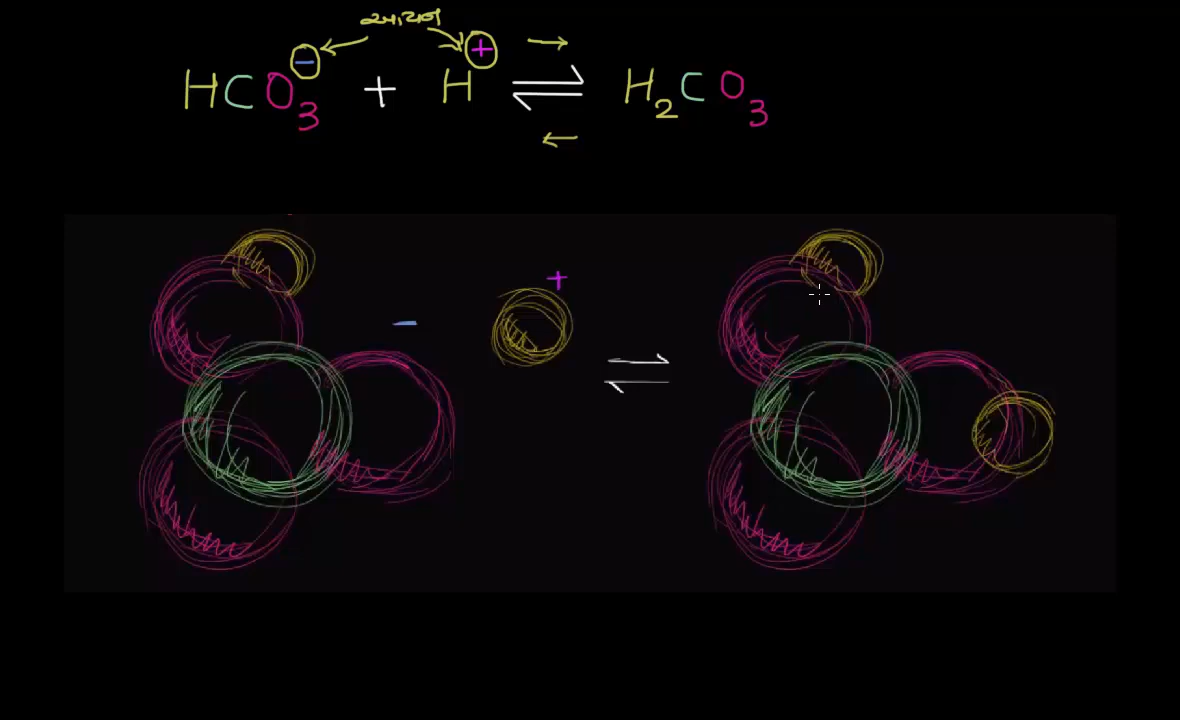 HCO₃⁻ + H⁺ ⇌ H₂CO₃
− + ⇌